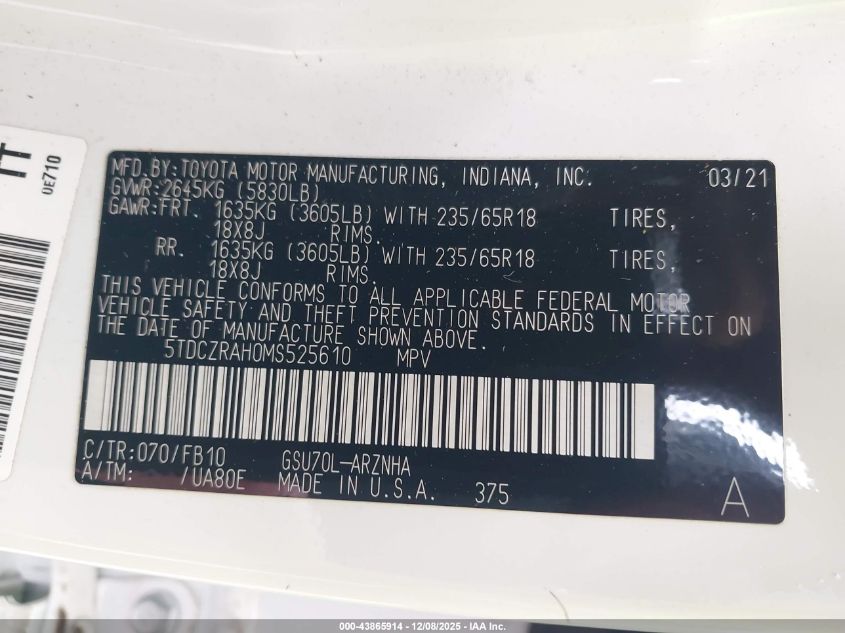 MFD.BY:TOYOTA MOTOR MANUFACTURING, INDIANA, INC. 03/21
GVWR:2645KG (5830LB)
GAWR:FRT. 1635KG (3605LB) WITH 235/65R18 TIRES,
18X8J RIMS.
RR. 1635KG (3605LB) WITH 235/65R18 TIRES,
18X8J RIMS.
THIS VEHICLE CONFORMS TO ALL APPLICABLE FEDERAL MOTOR
VEHICLE SAFETY AND THEFT PREVENTION STANDARDS IN EFFECT ON
THE DATE OF MANUFACTURE SHOWN ABOVE.
5TDCZRAH0MS525610 MPV
C/TR:070/FB10 GSU70L-ARZNHA
A/TM: /UA80E MADE IN U.S.A. 375 A
0E710
000-43865914 - 12/08/2025 - IAA Inc.